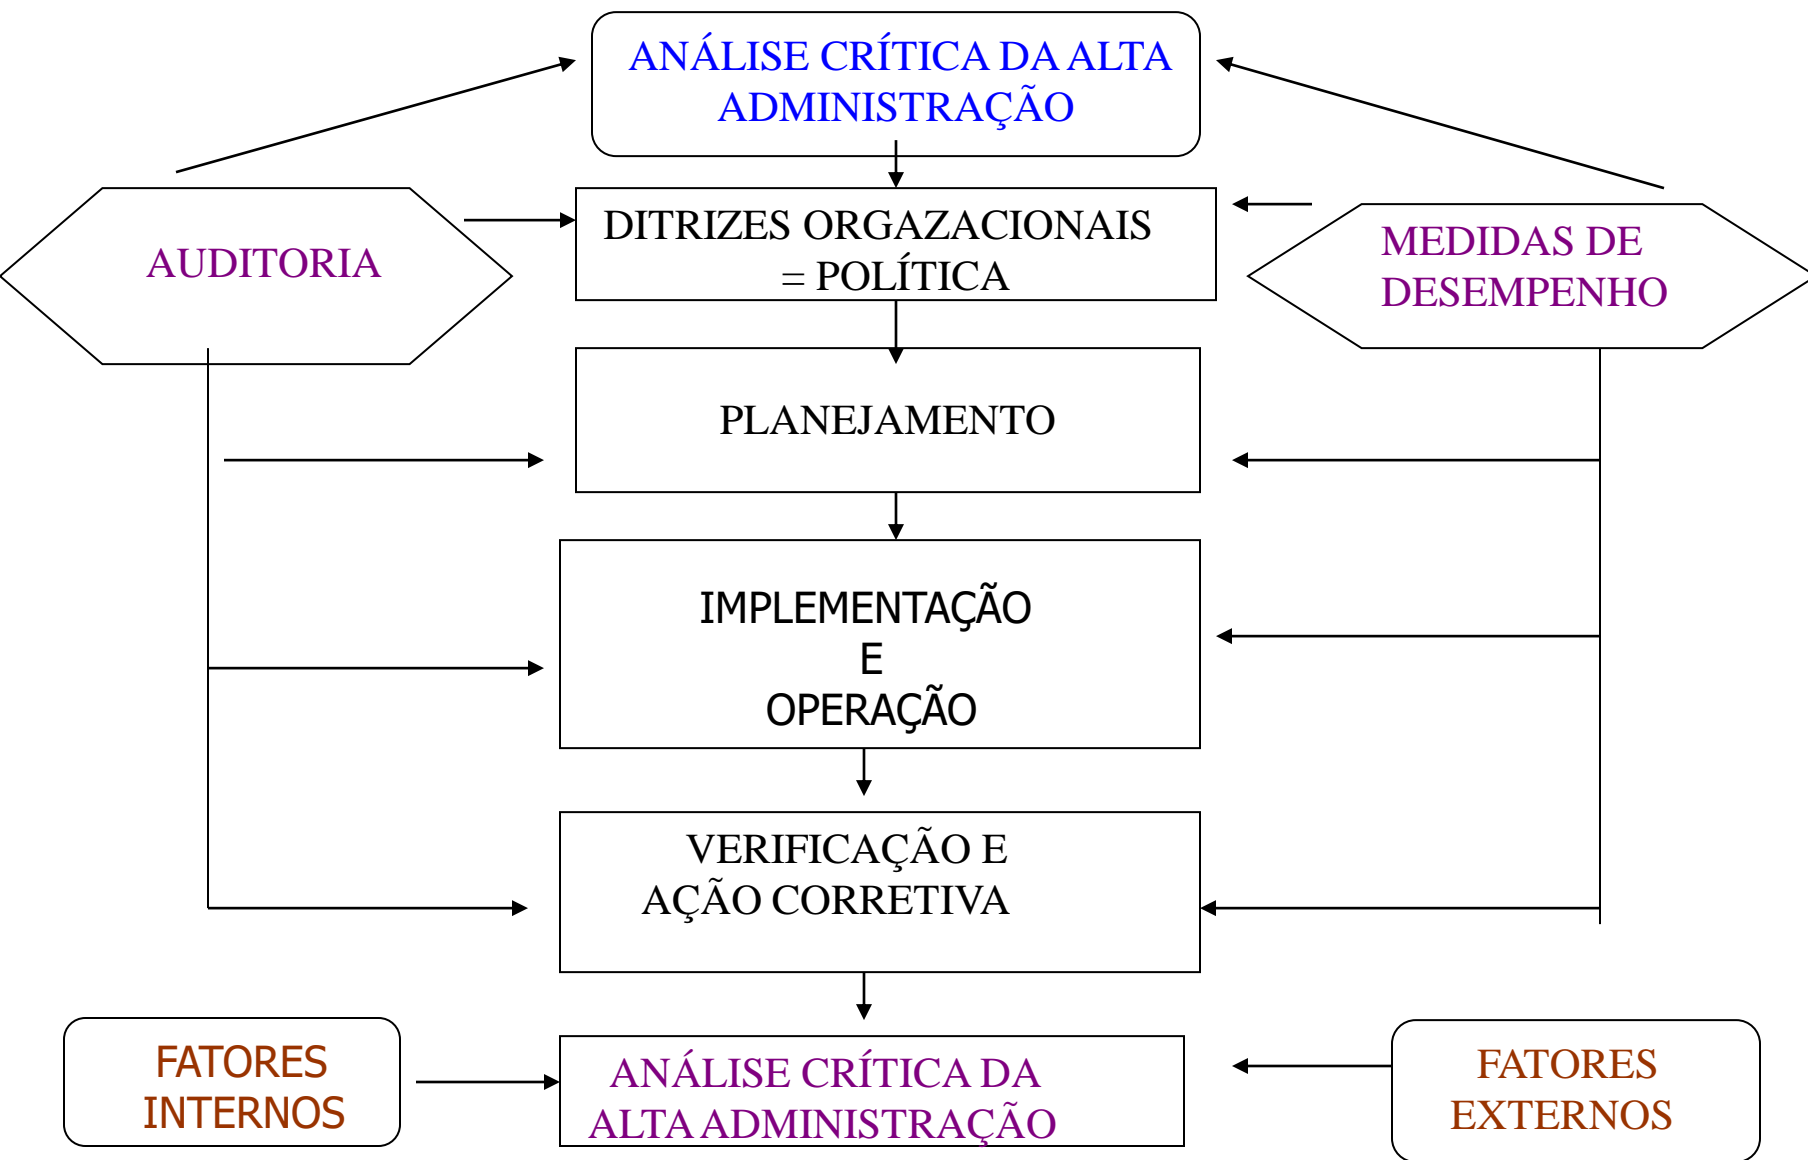 ANÁLISE CRÍTICA DA ALTA
ADMINISTRAÇÃO
DITRIZES ORGAZACIONAIS
= POLÍTICA
AUDITORIA
MEDIDAS DE
DESEMPENHO
PLANEJAMENTO
IMPLEMENTAÇÃO
E
OPERAÇÃO
VERIFICAÇÃO E
AÇÃO CORRETIVA
FATORES
INTERNOS
ANÁLISE CRÍTICA DA
ALTA ADMINISTRAÇÃO
FATORES
EXTERNOS